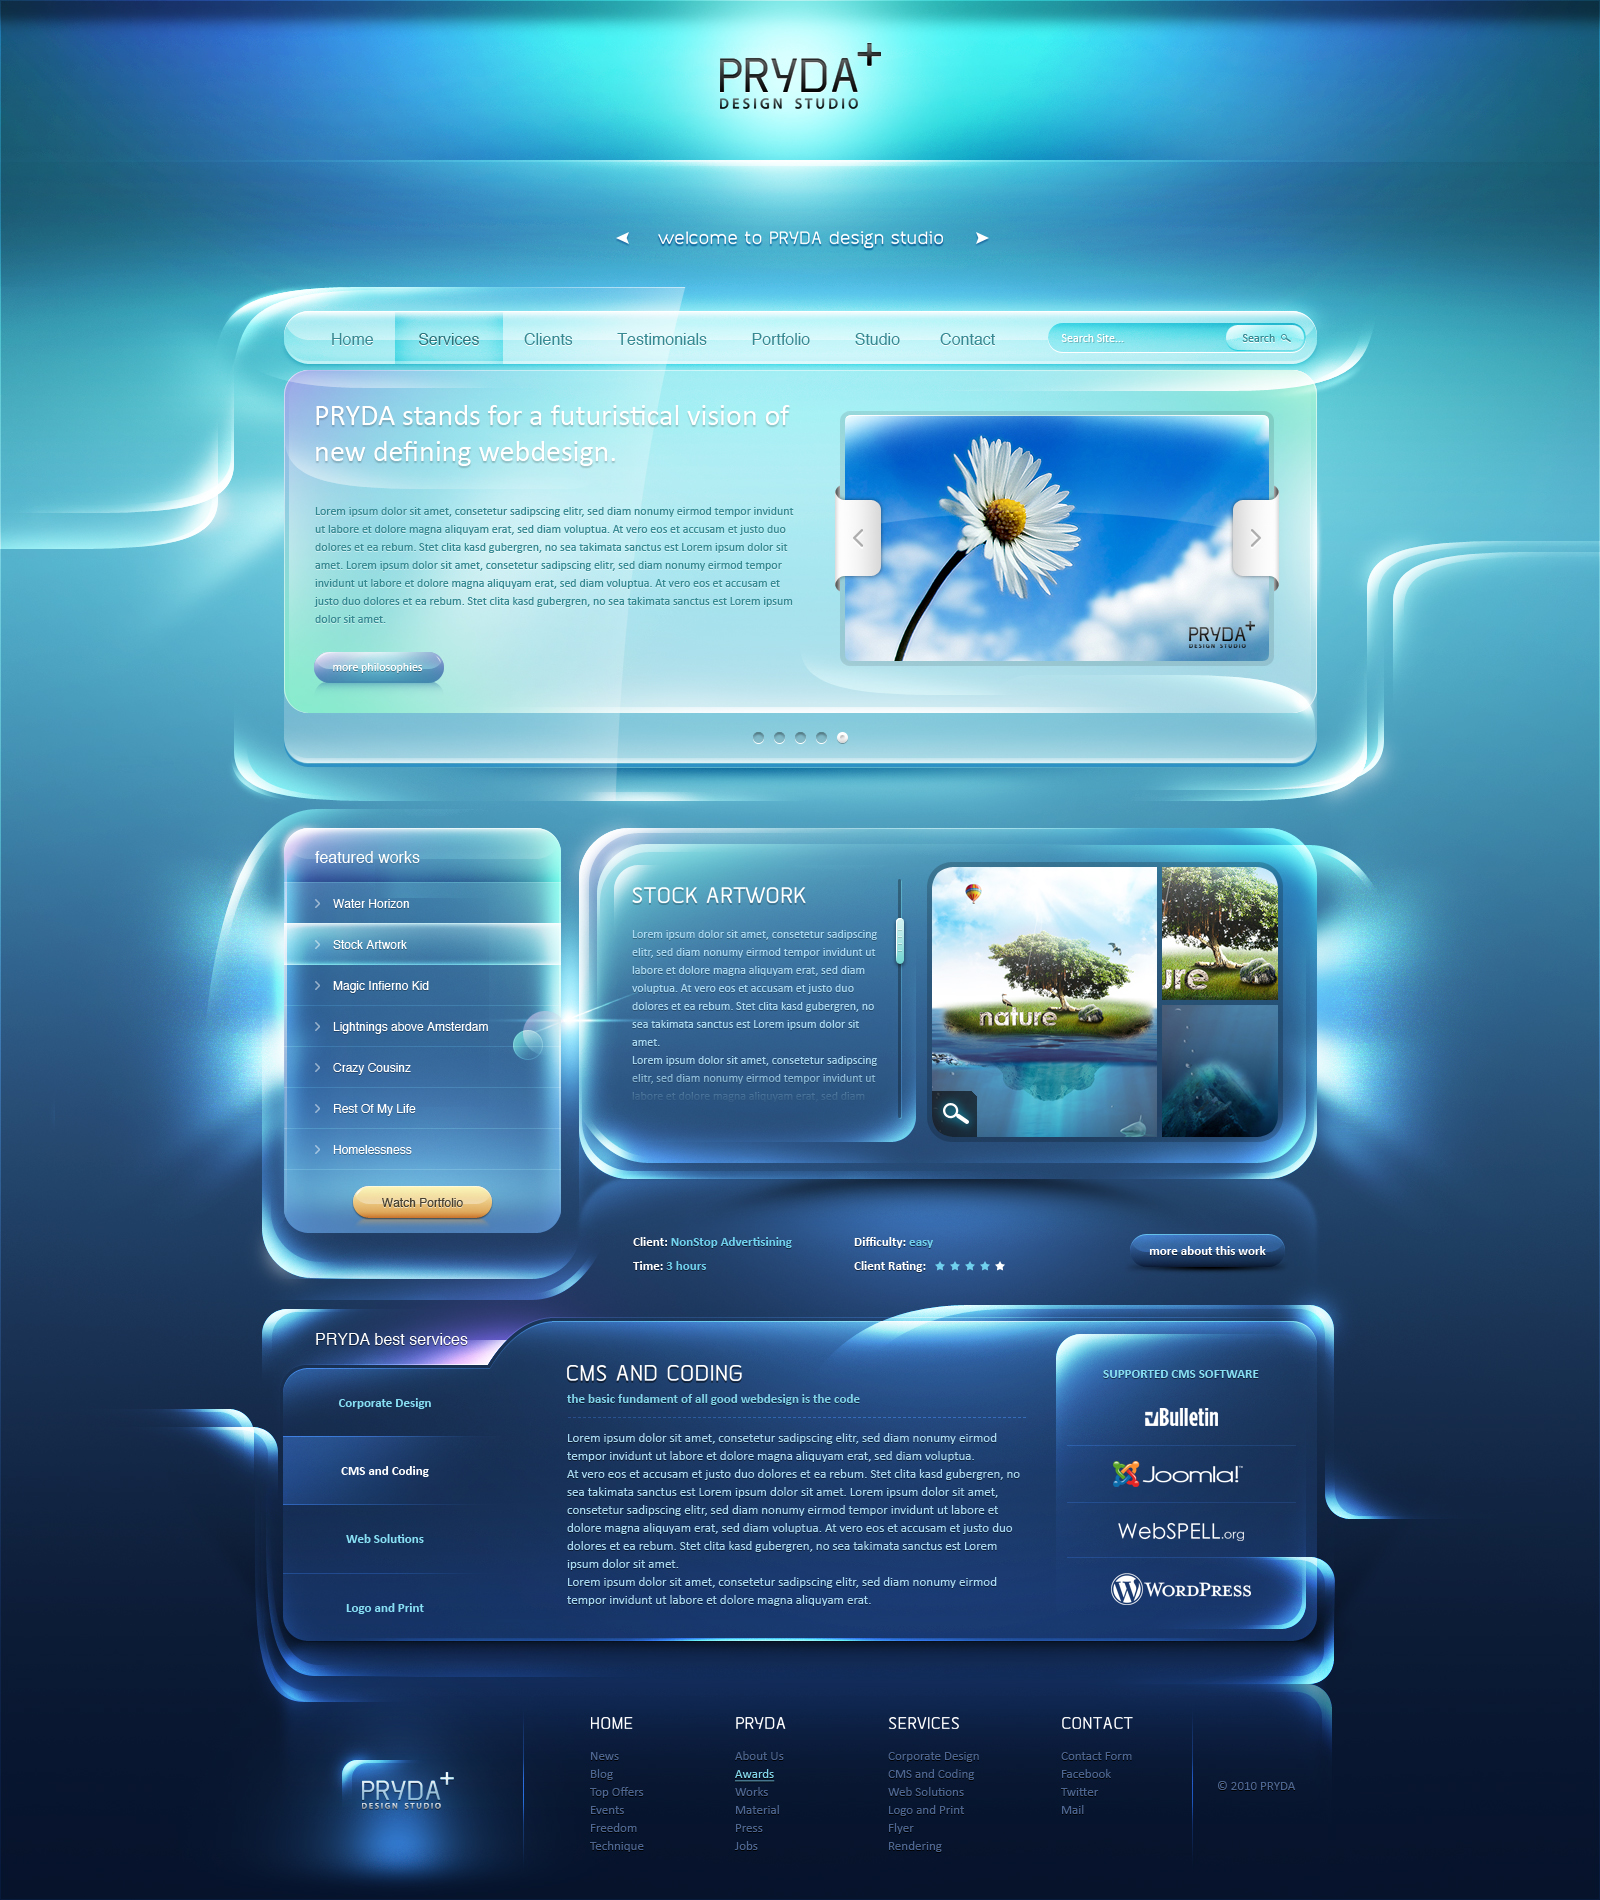 PRYDA+
DESIGN STUDIO
welcome to PRYDA design studio
Home Services Clients Testimonials Portfolio Studio Contact Search Site... Search
PRYDA stands for a futuristical vision of
new defining webdesign.
Lorem ipsum dolor sit amet, consetetur sadipscing elitr, sed diam nonumy eirmod tempor invidunt
ut labore et dolore magna aliquyam erat, sed diam voluptua. At vero eos et accusam et justo duo
dolores et ea rebum. Stet clita kasd gubergren, no sea takimata sanctus est Lorem ipsum dolor sit
amet. Lorem ipsum dolor sit amet, consetetur sadipscing elitr, sed diam nonumy eirmod tempor
invidunt ut labore et dolore magna aliquyam erat, sed diam voluptua. At vero eos et accusam et
justo duo dolores et ea rebum. Stet clita kasd gubergren, no sea takimata sanctus est Lorem ipsum
dolor sit amet.
more philosophies
PRYDA+
DESIGN STUDIO
featured works
Water Horizon
Stock Artwork
Magic Infierno Kid
Lightnings above Amsterdam
Crazy Cousinz
Rest Of My Life
Homelessness
Watch Portfolio
STOCK ARTWORK
Lorem ipsum dolor sit amet, consetetur sadipscing
elitr, sed diam nonumy eirmod tempor invidunt ut
labore et dolore magna aliquyam erat, sed diam
voluptua. At vero eos et accusam et justo duo
dolores et ea rebum. Stet clita kasd gubergren, no
sea takimata sanctus est Lorem ipsum dolor sit
amet.
Lorem ipsum dolor sit amet, consetetur sadipscing
elitr, sed diam nonumy eirmod tempor invidunt ut
labore et dolore magna aliquyam erat, sed diam
nature
ure
Client: NonStop Advertisining
Time: 3 hours
Difficulty: easy
Client Rating:
more about this work
PRYDA best services
Corporate Design
CMS and Coding
Web Solutions
Logo and Print
CMS AND CODING
the basic fundament of all good webdesign is the code
Lorem ipsum dolor sit amet, consetetur sadipscing elitr, sed diam nonumy eirmod
tempor invidunt ut labore et dolore magna aliquyam erat, sed diam voluptua.
At vero eos et accusam et justo duo dolores et ea rebum. Stet clita kasd gubergren, no
sea takimata sanctus est Lorem ipsum dolor sit amet. Lorem ipsum dolor sit amet,
consetetur sadipscing elitr, sed diam nonumy eirmod tempor invidunt ut labore et
dolore magna aliquyam erat, sed diam voluptua. At vero eos et accusam et justo duo
dolores et ea rebum. Stet clita kasd gubergren, no sea takimata sanctus est Lorem
ipsum dolor sit amet.
Lorem ipsum dolor sit amet, consetetur sadipscing elitr, sed diam nonumy eirmod
tempor invidunt ut labore et dolore magna aliquyam erat.
SUPPORTED CMS SOFTWARE
vBulletin
Joomla!™
WebSPELL.org
WORDPRESS
PRYDA+
DESIGN STUDIO
HOME
News
Blog
Top Offers
Events
Freedom
Technique
PRYDA
About Us
Awards
Works
Material
Press
Jobs
SERVICES
Corporate Design
CMS and Coding
Web Solutions
Logo and Print
Flyer
Rendering
CONTACT
Contact Form
Facebook
Twitter
Mail
© 2010 PRYDA